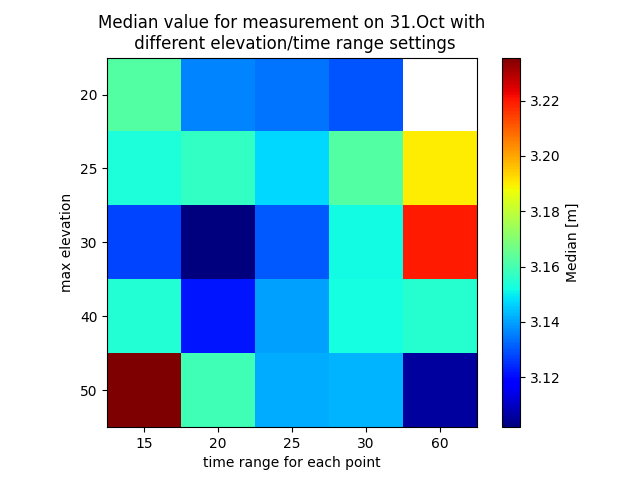 Median value for measurement on 31.Oct with
different elevation/time range settings
max elevation
20
25
30
40
50
15 20 25 30 60
time range for each point
3.22
3.20
3.18
3.16
3.14
3.12
Median [m]